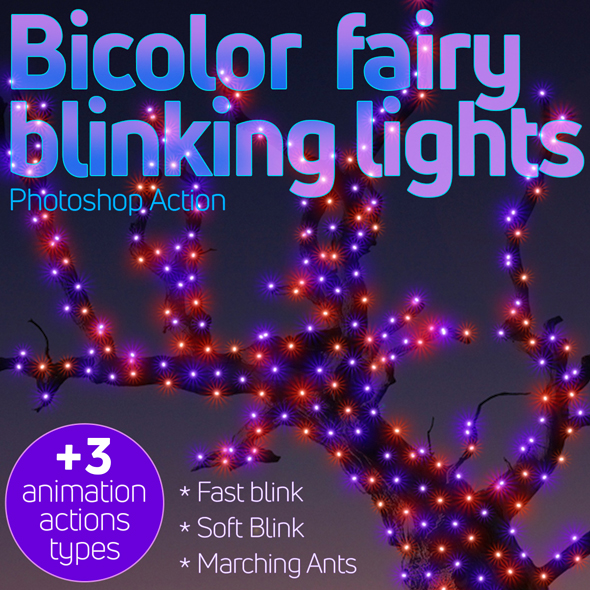 Bicolor fairy
blinking lights
Photoshop Action
+3
animation
actions
types
* Fast blink
* Soft Blink
* Marching Ants